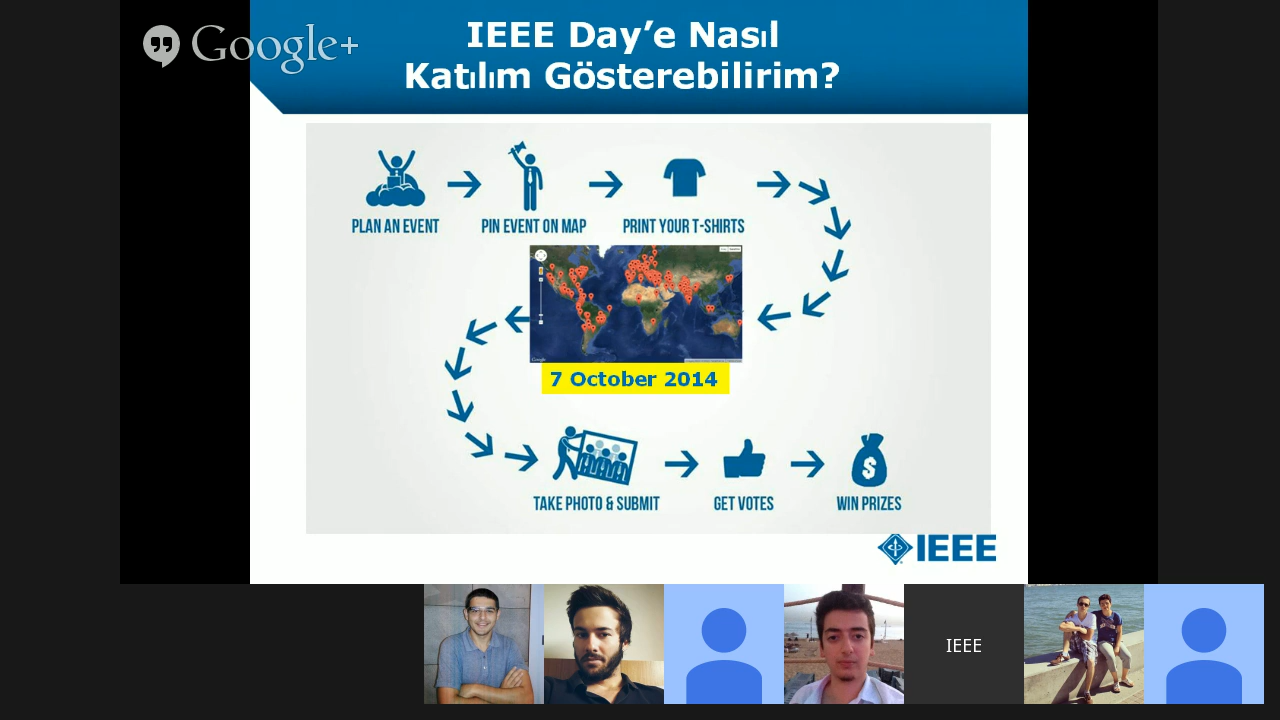 Google+
IEEE Day’e Nasıl
Katılım Gösterebilirim?
PLAN AN EVENT
PIN EVENT ON MAP
PRINT YOUR T-SHIRTS
7 October 2014
TAKE PHOTO & SUBMIT
GET VOTES
WIN PRIZES
$
IEEE
IEEE